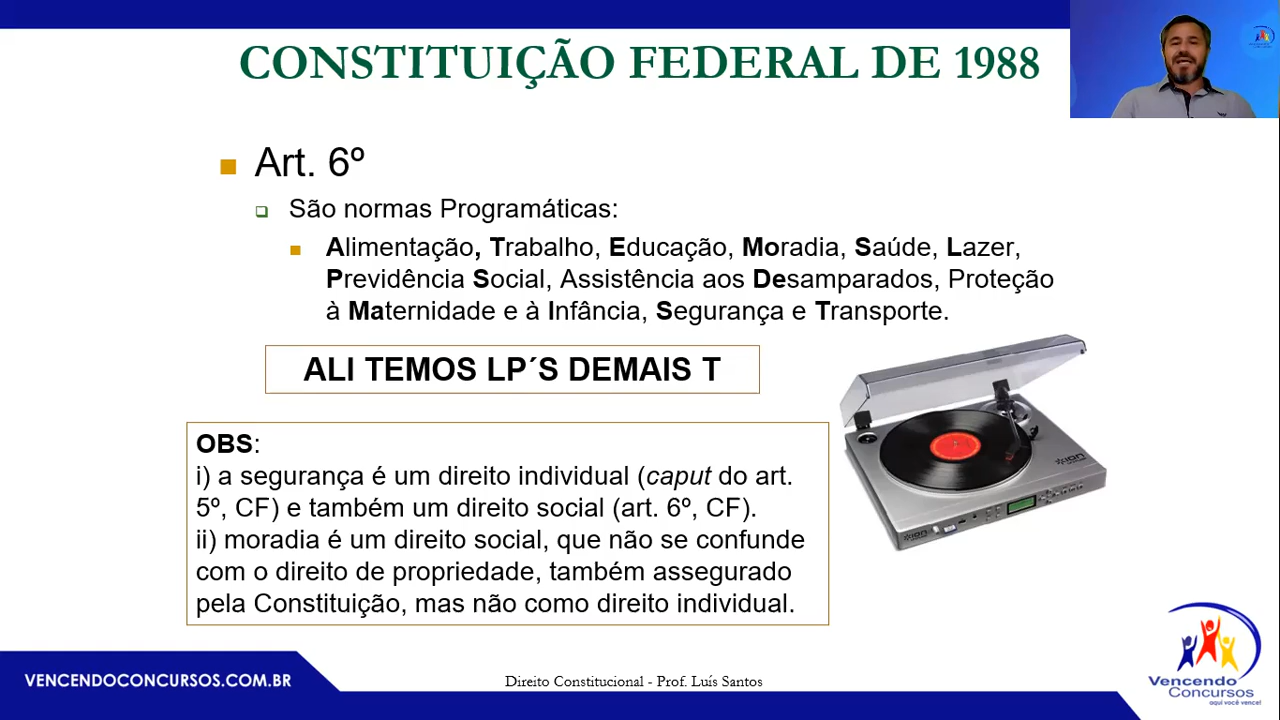 CONSTITUIÇÃO FEDERAL DE 1988
Art. 6º
São normas Programáticas:
Alimentação, Trabalho, Educação, Moradia, Saúde, Lazer,
Previdência Social, Assistência aos Desamparados, Proteção
à Maternidade e à Infância, Segurança e Transporte.
ALI TEMOS LP´S DEMAIS T
OBS:
i) a segurança é um direito individual (caput do art.
5º, CF) e também um direito social (art. 6º, CF).
ii) moradia é um direito social, que não se confunde
com o direito de propriedade, também assegurado
pela Constituição, mas não como direito individual.
ION
ION
VENCENDOCONCURSOS.COM.BR
Direito Constitucional - Prof. Luís Santos
Vencendo
Concursos
aqui você vence!